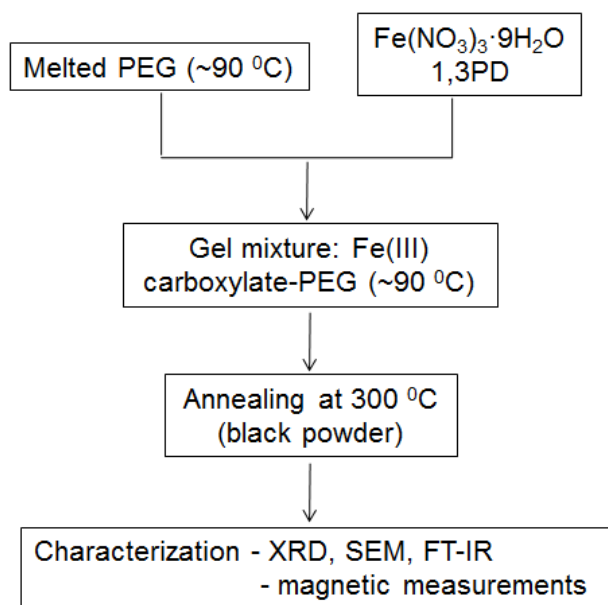 Melted PEG (~90 ⁰C)
Fe(NO₃)₃·9H₂O
1,3PD
Gel mixture: Fe(III)
carboxylate-PEG (~90 ⁰C)
Annealing at 300 ⁰C
(black powder)
Characterization - XRD, SEM, FT-IR
- magnetic measurements